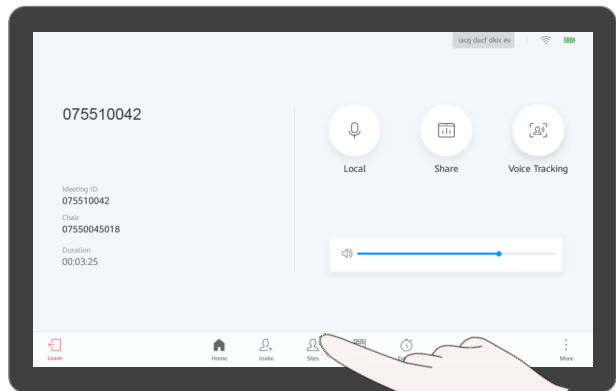 iacg dacf dkix ev
075510042
Local
Share
Voice Tracking
Meeting ID
075510042
Chair
07550045018
Duration
00:03:25
Leave
Home
Invite
Sites
More